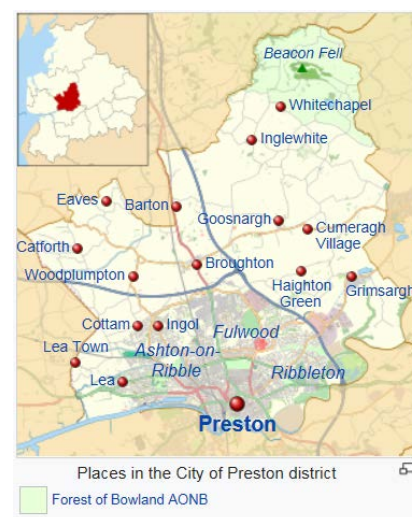 Beacon Fell
Whitechapel
Inglewhite
Eaves
Barton
Goosnargh
Cumeragh
Village
Catforth
Broughton
Woodplumpton
Haighton
Green
Grimsargh
Cottam
Ingol
Fulwood
Lea Town
Ashton-on-
Ribble
Ribbleton
Lea
Preston
Places in the City of Preston district
Forest of Bowland AONB